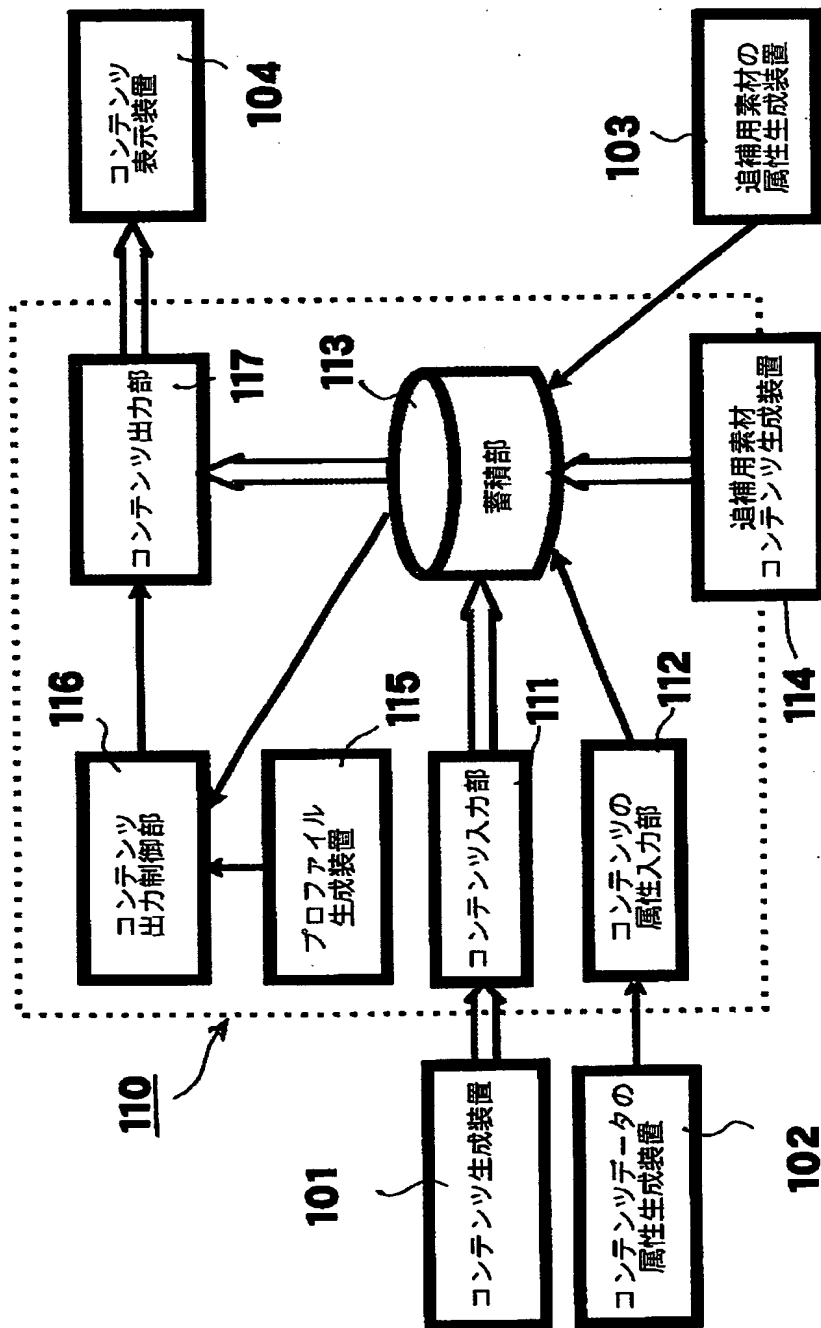 110
コンテンツ
出力制御部
116
プロファイル
生成装置
115
コンテンツ出力部
117
コンテンツ
表示装置
104
コンテンツ生成装置
101
コンテンツ入力部
111
蓄積部
113
コンテンツデータの
属性生成装置
102
コンテンツの
属性入力部
112
追補用素材
コンテンツ生成装置
114
追補用素材の
属性生成装置
103